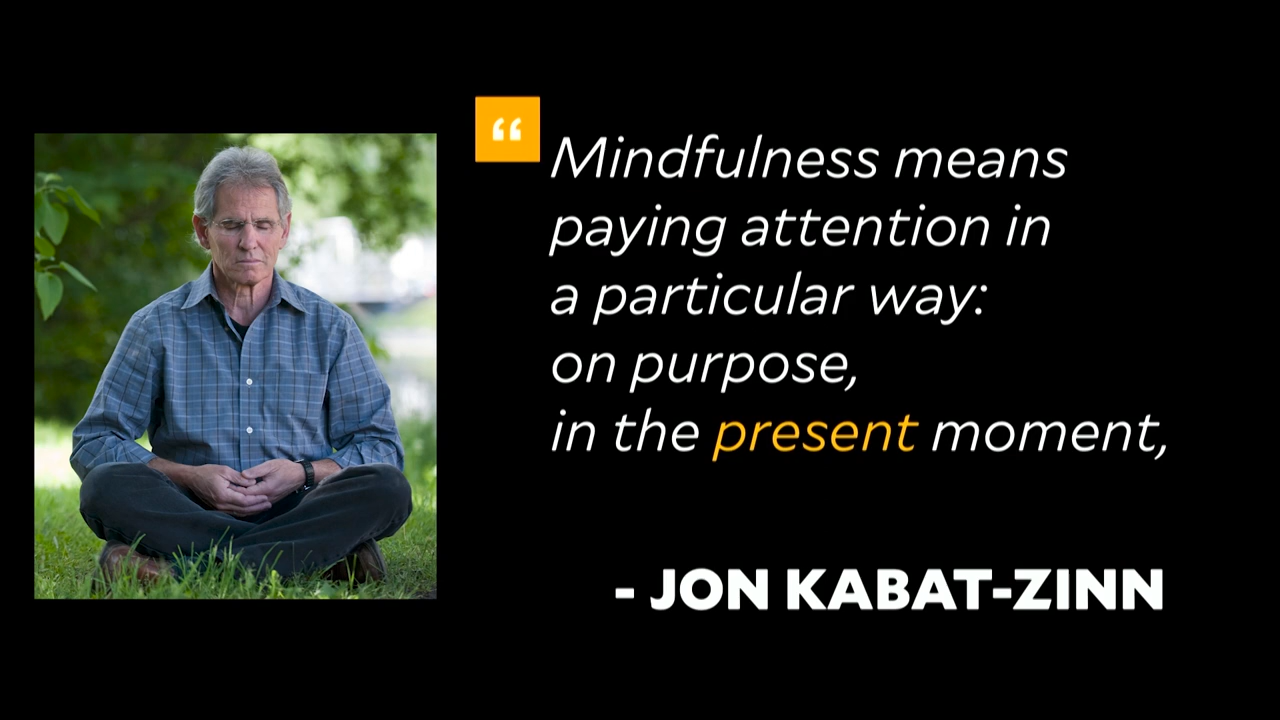 “
Mindfulness means
paying attention in
a particular way:
on purpose,
in the present moment,
- JON KABAT-ZINN